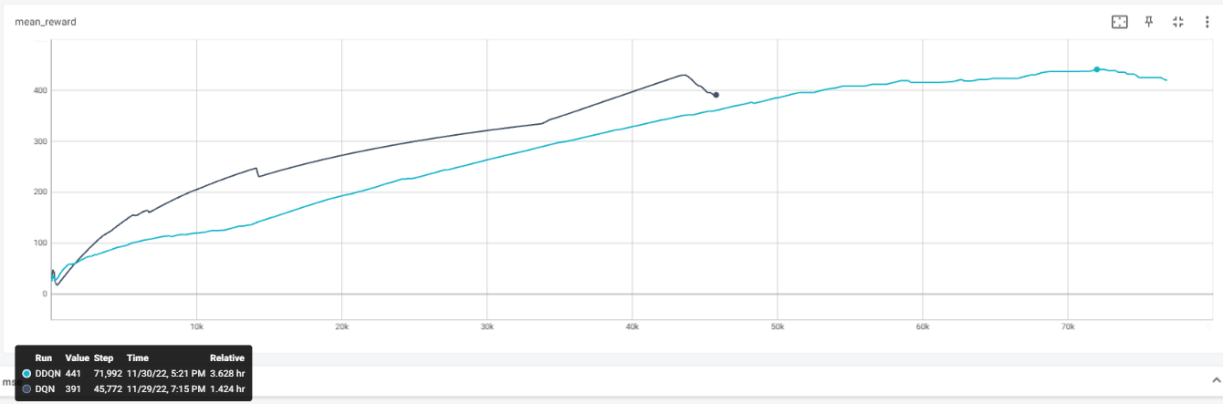 mean_reward
400
300
200
100
0
10k
20k
30k
40k
50k
60k
70k
Run Value Step Time Relative
DDQN 441 71,992 11/30/22, 5:21 PM 3.628 hr
DQN 391 45,772 11/29/22, 7:15 PM 1.424 hr